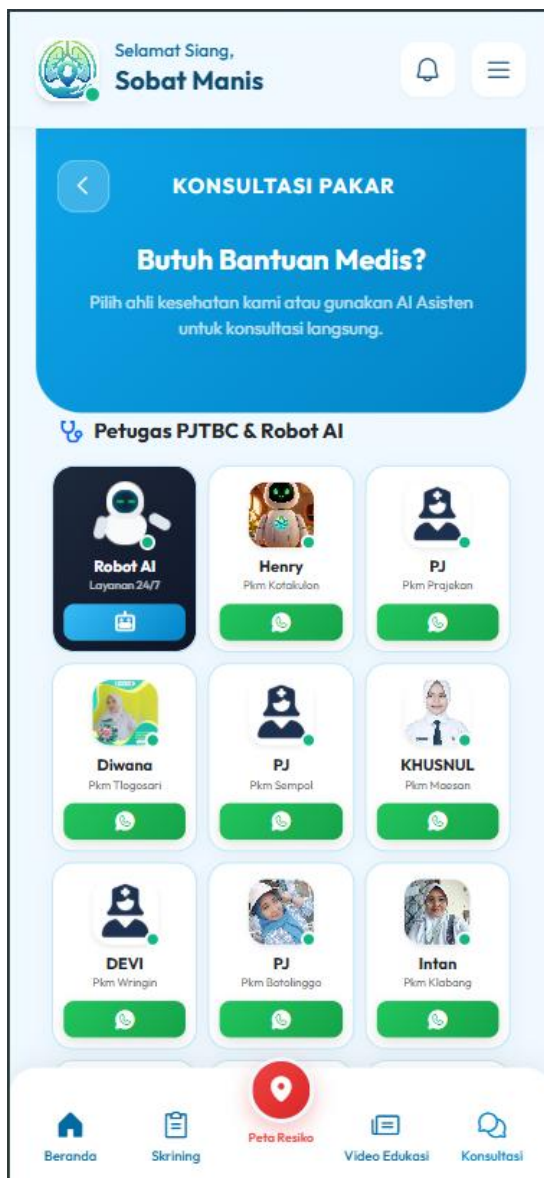 Selamat Siang,
Sobat Manis
KONSULTASI PAKAR
Butuh Bantuan Medis?
Pilih ahli kesehatan kami atau gunakan AI Asisten
untuk konsultasi langsung.
Petugas PJTBC & Robot AI
Robot AI
Layanan 24/7
Henry
Pkm Kotakulon
PJ
Pkm Prajekan
Diwana
Pkm Tlogosari
PJ
Pkm Sempol
KHUSNUL
Pkm Maesan
DEVI
Pkm Wringin
PJ
Pkm Batolinggo
Intan
Pkm Klabang
Beranda
Skrining
Peta Resiko
Video Edukasi
Konsultasi